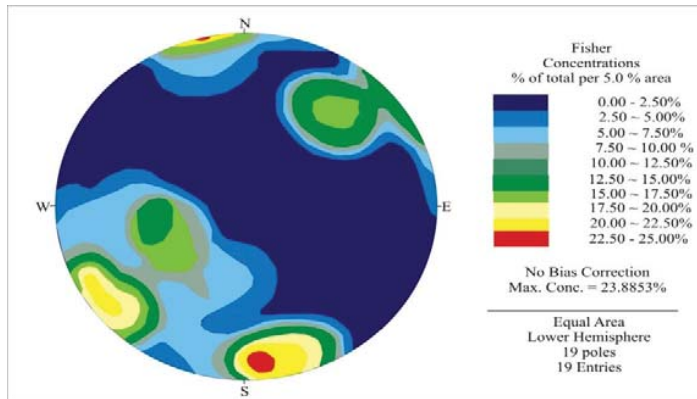 N
W
E
S
Fisher
Concentrations
% of total per 5.0 % area
0.00 - 2.50%
2.50 ~ 5.00%
5.00 ~ 7.50%
7.50 ~ 10.00 %
10.00 ~ 12.50%
12.50 ~ 15.00%
15.00 ~ 17.50%
17.50 ~ 20.00%
20.00 ~ 22.50%
22.50 - 25.00%
No Bias Correction
Max. Conc. = 23.8853%
Equal Area
Lower Hemisphere
19 poles
19 Entries